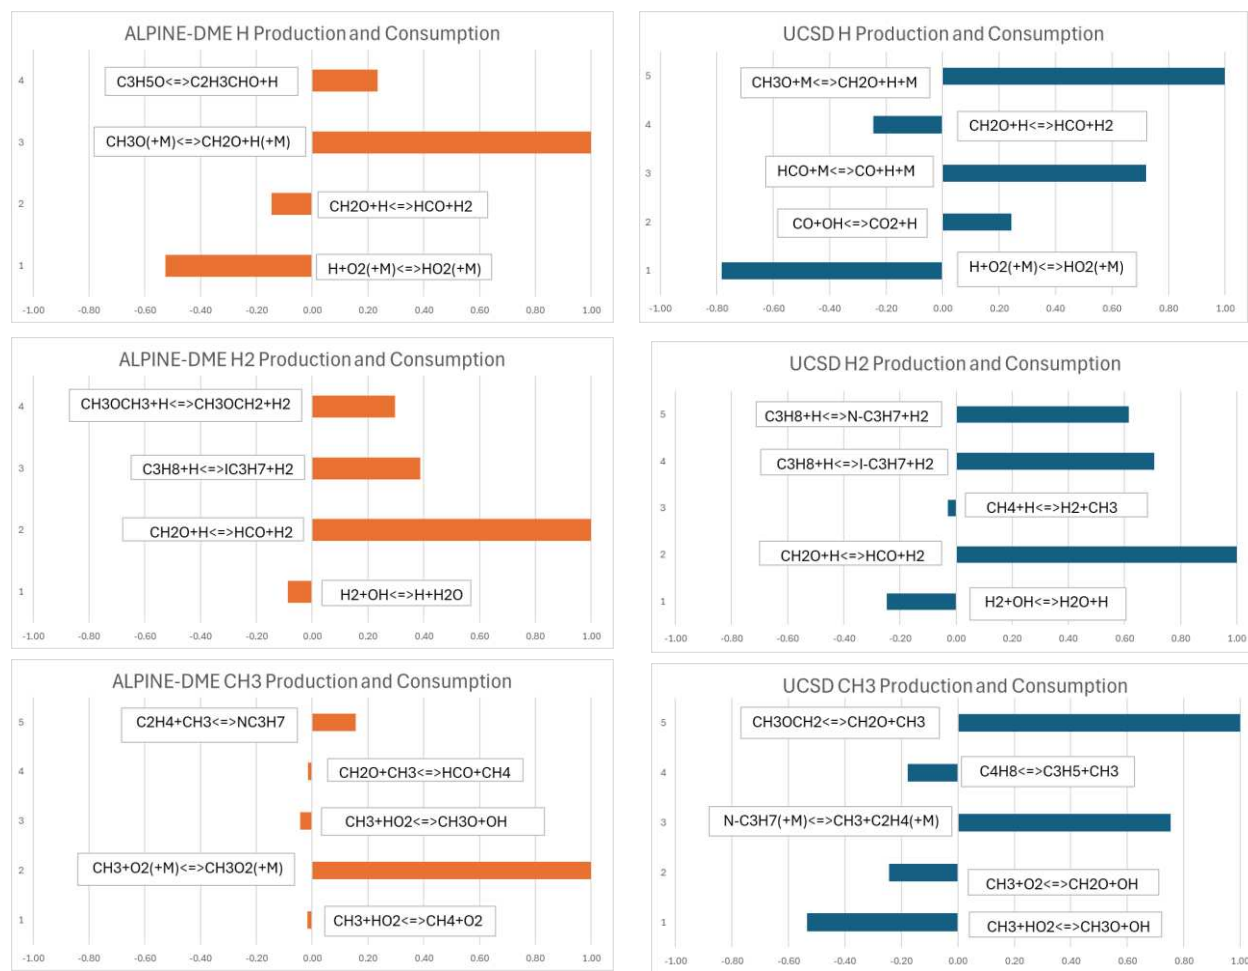 ALPINE-DME H Production and Consumption
4
C3H5O<=>C2H3CHO+H
3
CH3O(+M)<=>CH2O+H(+M)
2
CH2O+H<=>HCO+H2
1
H+O2(+M)<=>HO2(+M)
-1.00 -0.80 -0.60 -0.40 -0.20 0.00 0.20 0.40 0.60 0.80 1.00
UCSD H Production and Consumption
5
CH3O+M<=>CH2O+H+M
4
CH2O+H<=>HCO+H2
3
HCO+M<=>CO+H+M
2
CO+OH<=>CO2+H
1
H+O2(+M)<=>HO2(+M)
-1.00 -0.80 -0.60 -0.40 -0.20 0.00 0.20 0.40 0.60 0.80 1.00
ALPINE-DME H2 Production and Consumption
4
CH3OCH3+H<=>CH3OCH2+H2
3
C3H8+H<=>IC3H7+H2
2
CH2O+H<=>HCO+H2
1
H2+OH<=>H+H2O
-1.00 -0.80 -0.60 -0.40 -0.20 0.00 0.20 0.40 0.60 0.80 1.00
UCSD H2 Production and Consumption
5
C3H8+H<=>N-C3H7+H2
4
C3H8+H<=>I-C3H7+H2
3
CH4+H<=>H2+CH3
2
CH2O+H<=>HCO+H2
1
H2+OH<=>H2O+H
-1.00 -0.80 -0.60 -0.40 -0.20 0.00 0.20 0.40 0.60 0.80 1.00
ALPINE-DME CH3 Production and Consumption
5
C2H4+CH3<=>NC3H7
4
CH2O+CH3<=>HCO+CH4
3
CH3+HO2<=>CH3O+OH
2
CH3+O2(+M)<=>CH3O2(+M)
1
CH3+HO2<=>CH4+O2
-1.00 -0.80 -0.60 -0.40 -0.20 0.00 0.20 0.40 0.60 0.80 1.00
UCSD CH3 Production and Consumption
5
CH3OCH2<=>CH2O+CH3
4
C4H8<=>C3H5+CH3
3
N-C3H7(+M)<=>CH3+C2H4(+M)
2
CH3+O2<=>CH2O+OH
1
CH3+HO2<=>CH3O+OH
-1.00 -0.80 -0.60 -0.40 -0.20 0.00 0.20 0.40 0.60 0.80 1.00